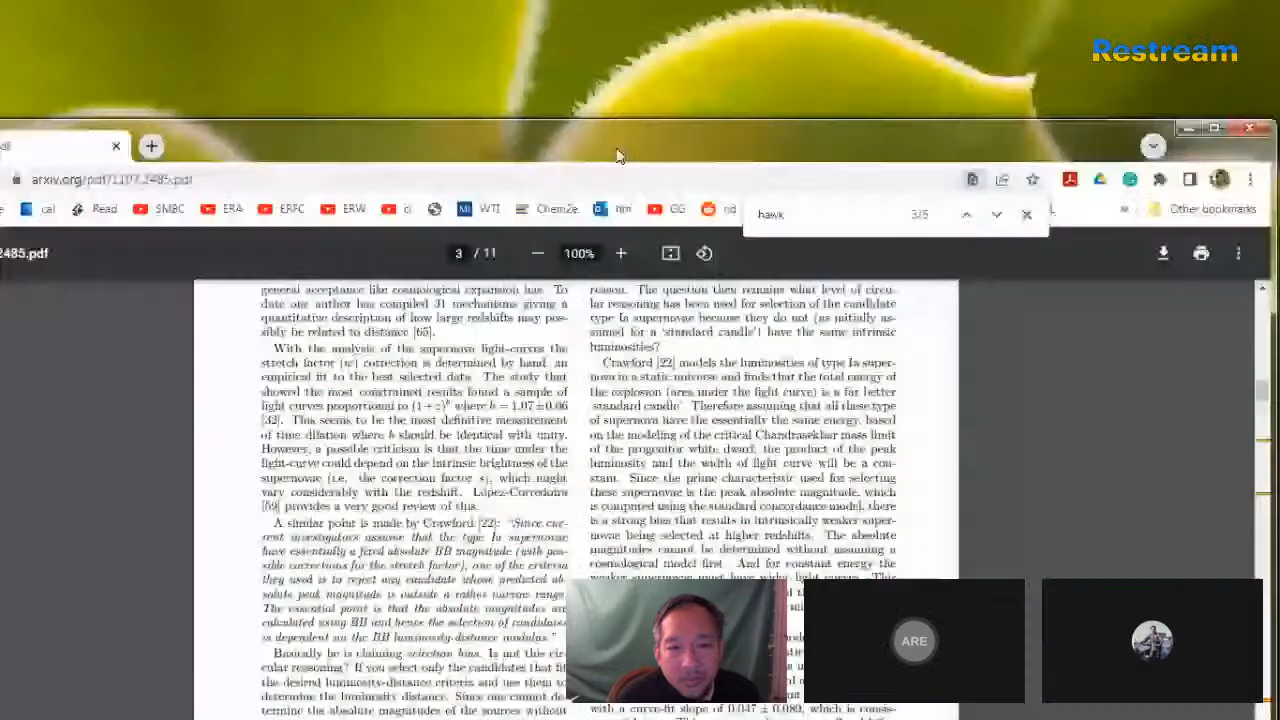 Restream
arxiv.org/pdf/1107.2485.pdf
cal Read SMBC ERA ERFC ERW WTI hm GG Other bookmarks
hawk 3/5
2485.pdf 3 / 11 100%
general acceptance like cosmological expansion has. To
date one author has compiled 31 mechanisms giving a
quantitative description of how large redshifts may pos-
sibly be related to distance [65].
With the analysis of the supernova light-curves the
stretch factor (w) correction is determined by hand, an
empirical fit to the best selected data. The study that
showed the most constrained results found a sample of
light curves proportional to (1+z)^b where b = 1.07±0.06
[32]. This seems to be the most definitive measurement
of time dilation where b should be identical with unity.
However, a possible criticism is that the time under the
light-curve could depend on the intrinsic brightness of the
supernovae (i.e. the correction factor s), which might
vary considerably with the redshift. López-Corredoira
[59] provides a very good review of this.
A similar point is made by Crawford [22]: "Since cur-
rent investigators assume that the type Ia supernovae
have essentially a fixed absolute BB magnitude (with pos-
sible corrections for the stretch factor), one of the criteria
they used is to reject any candidate whose predicted ab-
solute peak magnitude is outside a rather narrow range.
The essential point is that the absolute magnitudes are
calculated using BB and hence the selection of candidates
is dependent on the BB luminosity-distance modulus."
Basically he is claiming selection bias. Is not this cir-
cular reasoning? If you select only the candidates that fit
the desired luminosity-distance criteria and use them to
determine the luminosity distance. Since one cannot de-
termine the absolute magnitudes of the sources without
reason. The question then remains what level of circu-
lar reasoning has been used for selection of the candidate
type Ia supernovae because they do not (as initially as-
sumed for a 'standard candle') have the same intrinsic
luminosities?
Crawford [22] models the luminosities of type Ia super-
nova in a static universe and finds that the total energy of
the explosion (area under the light curve) is a far better
'standard candle'. Therefore assuming that all these type
of supernova have the essentially the same energy, based
on the modeling of the critical Chandrasekhar mass limit
of the progenitor white dwarf, the product of the peak
luminosity and the width of light curve will be a con-
stant. Since the prime characteristic used for selecting
these supernovae is the peak absolute magnitude, which
is computed using the standard concordance model, there
is a strong bias that results in intrinsically weaker super-
novae being selected at higher redshifts. The absolute
magnitudes cannot be determined without assuming a
cosmological model first. And for constant energy the
weaker supernovae must have wider light curves. This
with a curve-fit slope of 0.047 ± 0.089, which is consis-
ARE